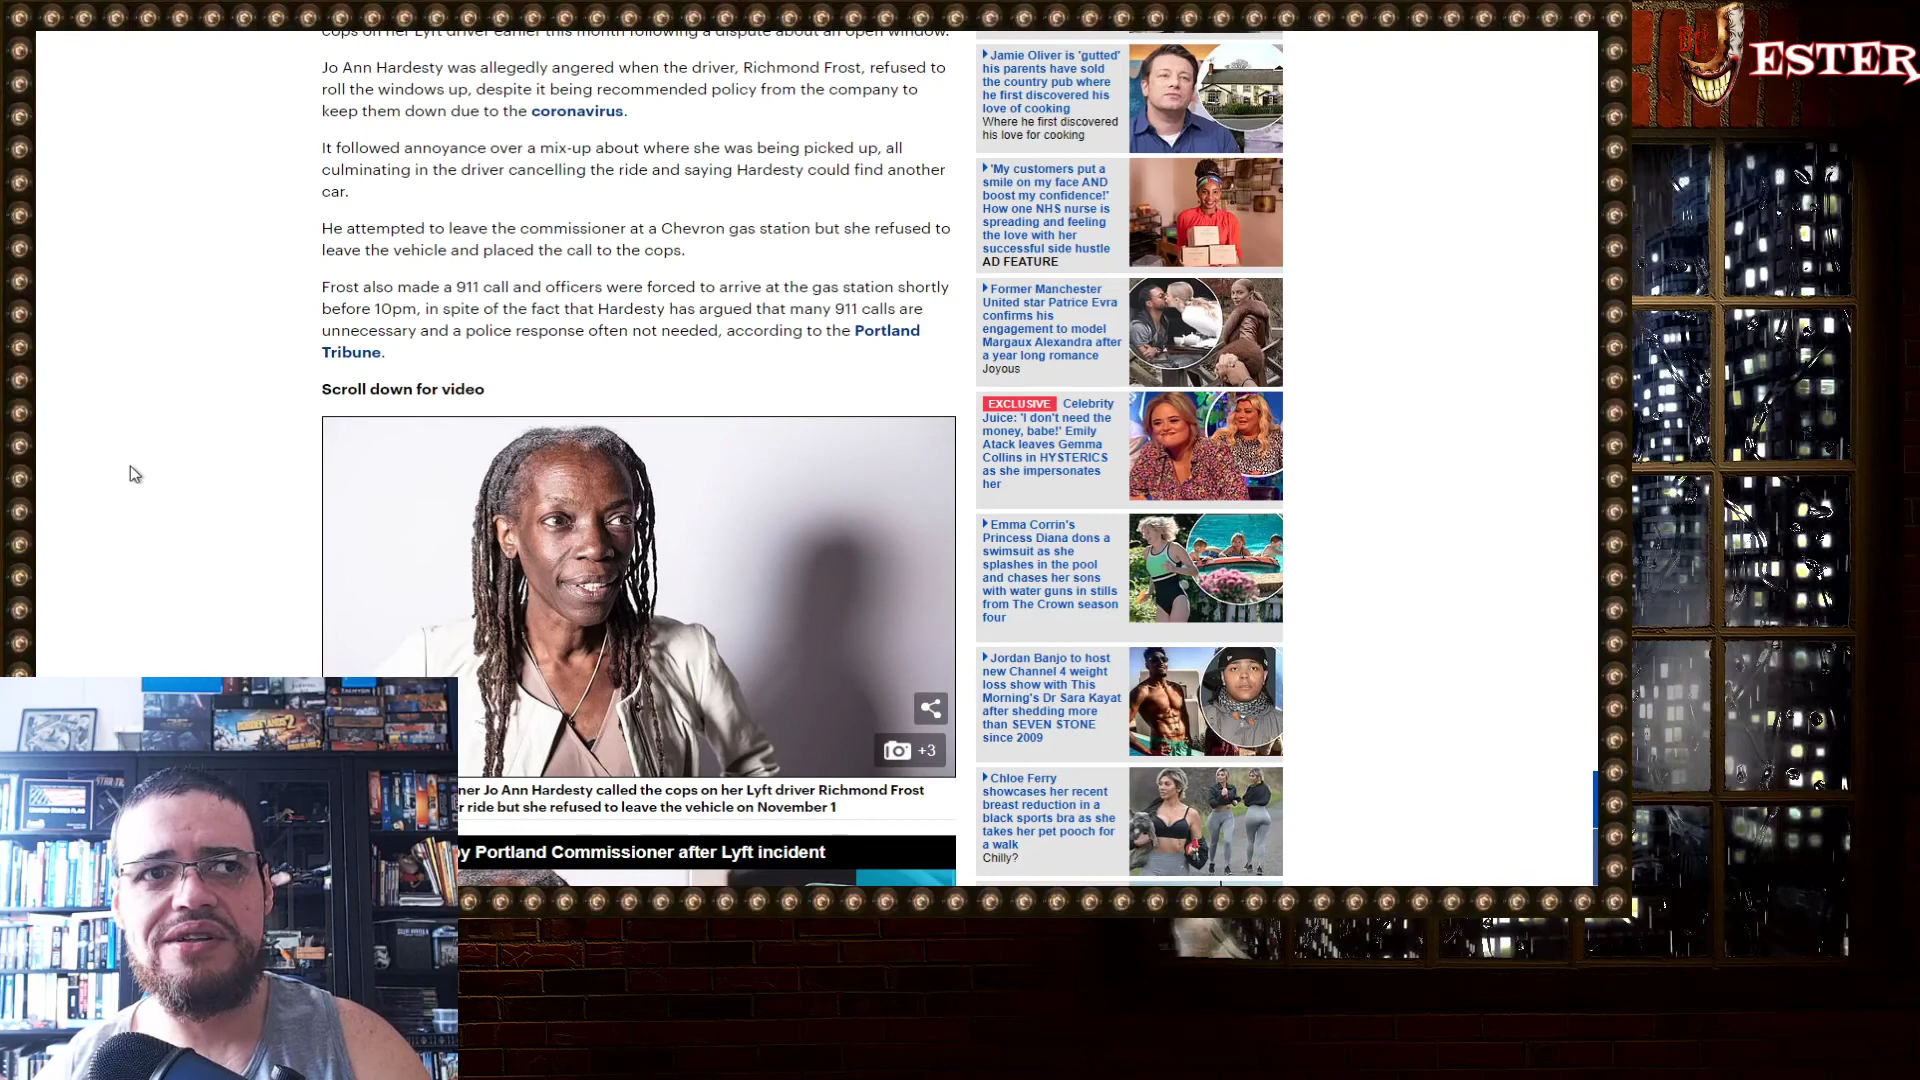 cops on her Lyft driver earlier this month following a dispute about an open window.
Jo Ann Hardesty was allegedly angered when the driver, Richmond Frost, refused to
roll the windows up, despite it being recommended policy from the company to
keep them down due to the coronavirus.
It followed annoyance over a mix-up about where she was being picked up, all
culminating in the driver cancelling the ride and saying Hardesty could find another
car.
He attempted to leave the commissioner at a Chevron gas station but she refused to
leave the vehicle and placed the call to the cops.
Frost also made a 911 call and officers were forced to arrive at the gas station shortly
before 10pm, in spite of the fact that Hardesty has argued that many 911 calls are
unnecessary and a police response often not needed, according to the Portland
Tribune.
Scroll down for video
+3
ner Jo Ann Hardesty called the cops on her Lyft driver Richmond Frost
r ride but she refused to leave the vehicle on November 1
by Portland Commissioner after Lyft incident
Jamie Oliver is 'gutted'
his parents have sold
the country pub where
he first discovered his
love of cooking
Where he first discovered
his love for cooking
'My customers put a
smile on my face AND
boost my confidence!'
How one NHS nurse is
spreading and feeling
the love with her
successful side hustle
AD FEATURE
Former Manchester
United star Patrice Evra
confirms his
engagement to model
Margaux Alexandra after
a year long romance
Joyous
EXCLUSIVE Celebrity
Juice: 'I don't need the
money, babe!' Emily
Atack leaves Gemma
Collins in HYSTERICS
as she impersonates
her
Emma Corrin's
Princess Diana dons a
swimsuit as she
splashes in the pool
and chases her sons
with water guns in stills
from The Crown season
four
Jordan Banjo to host
new Channel 4 weight
loss show with This
Morning's Dr Sara Kayat
after shedding more
than SEVEN STONE
since 2009
Chloe Ferry
showcases her recent
breast reduction in a
black sports bra as she
takes her pet pooch for
a walk
Chilly?
ESTER
BORDERLANDS 2